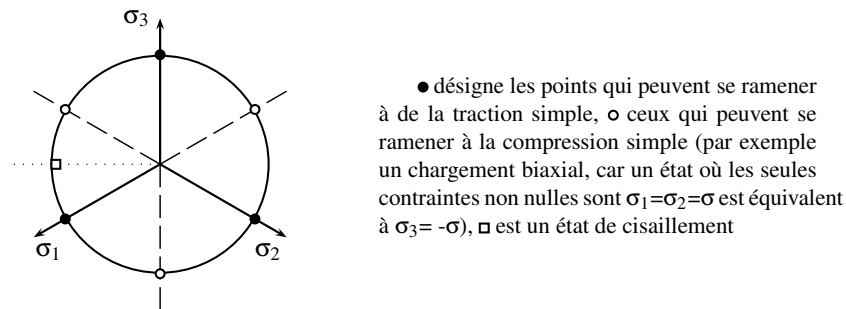 σ3
● désigne les points qui peuvent se ramener
à de la traction simple, ○ ceux qui peuvent se
ramener à la compression simple (par exemple
un chargement biaxial, car un état où les seules
contraintes non nulles sont σ1=σ2=σ est équivalent
à σ3= -σ), □ est un état de cisaillement
σ1
σ2